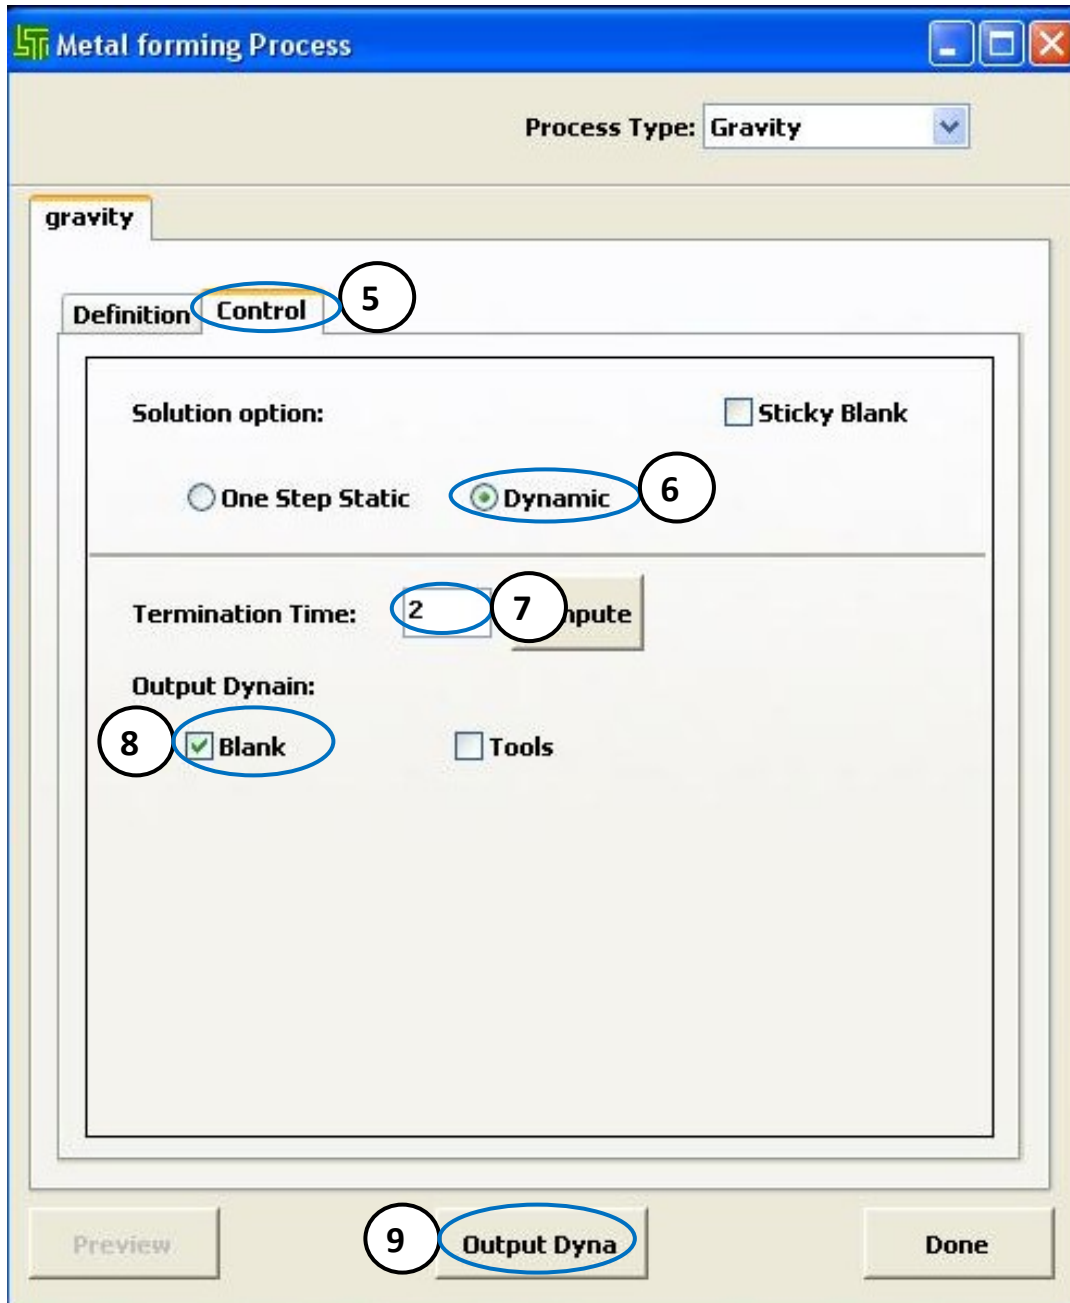 Metal forming Process
Process Type: Gravity
gravity
Definition Control 5
Solution option: Sticky Blank
One Step Static Dynamic 6
Termination Time: 2 7
Output Dynain:
8 Blank Tools
Preview 9 Output Dyna Done